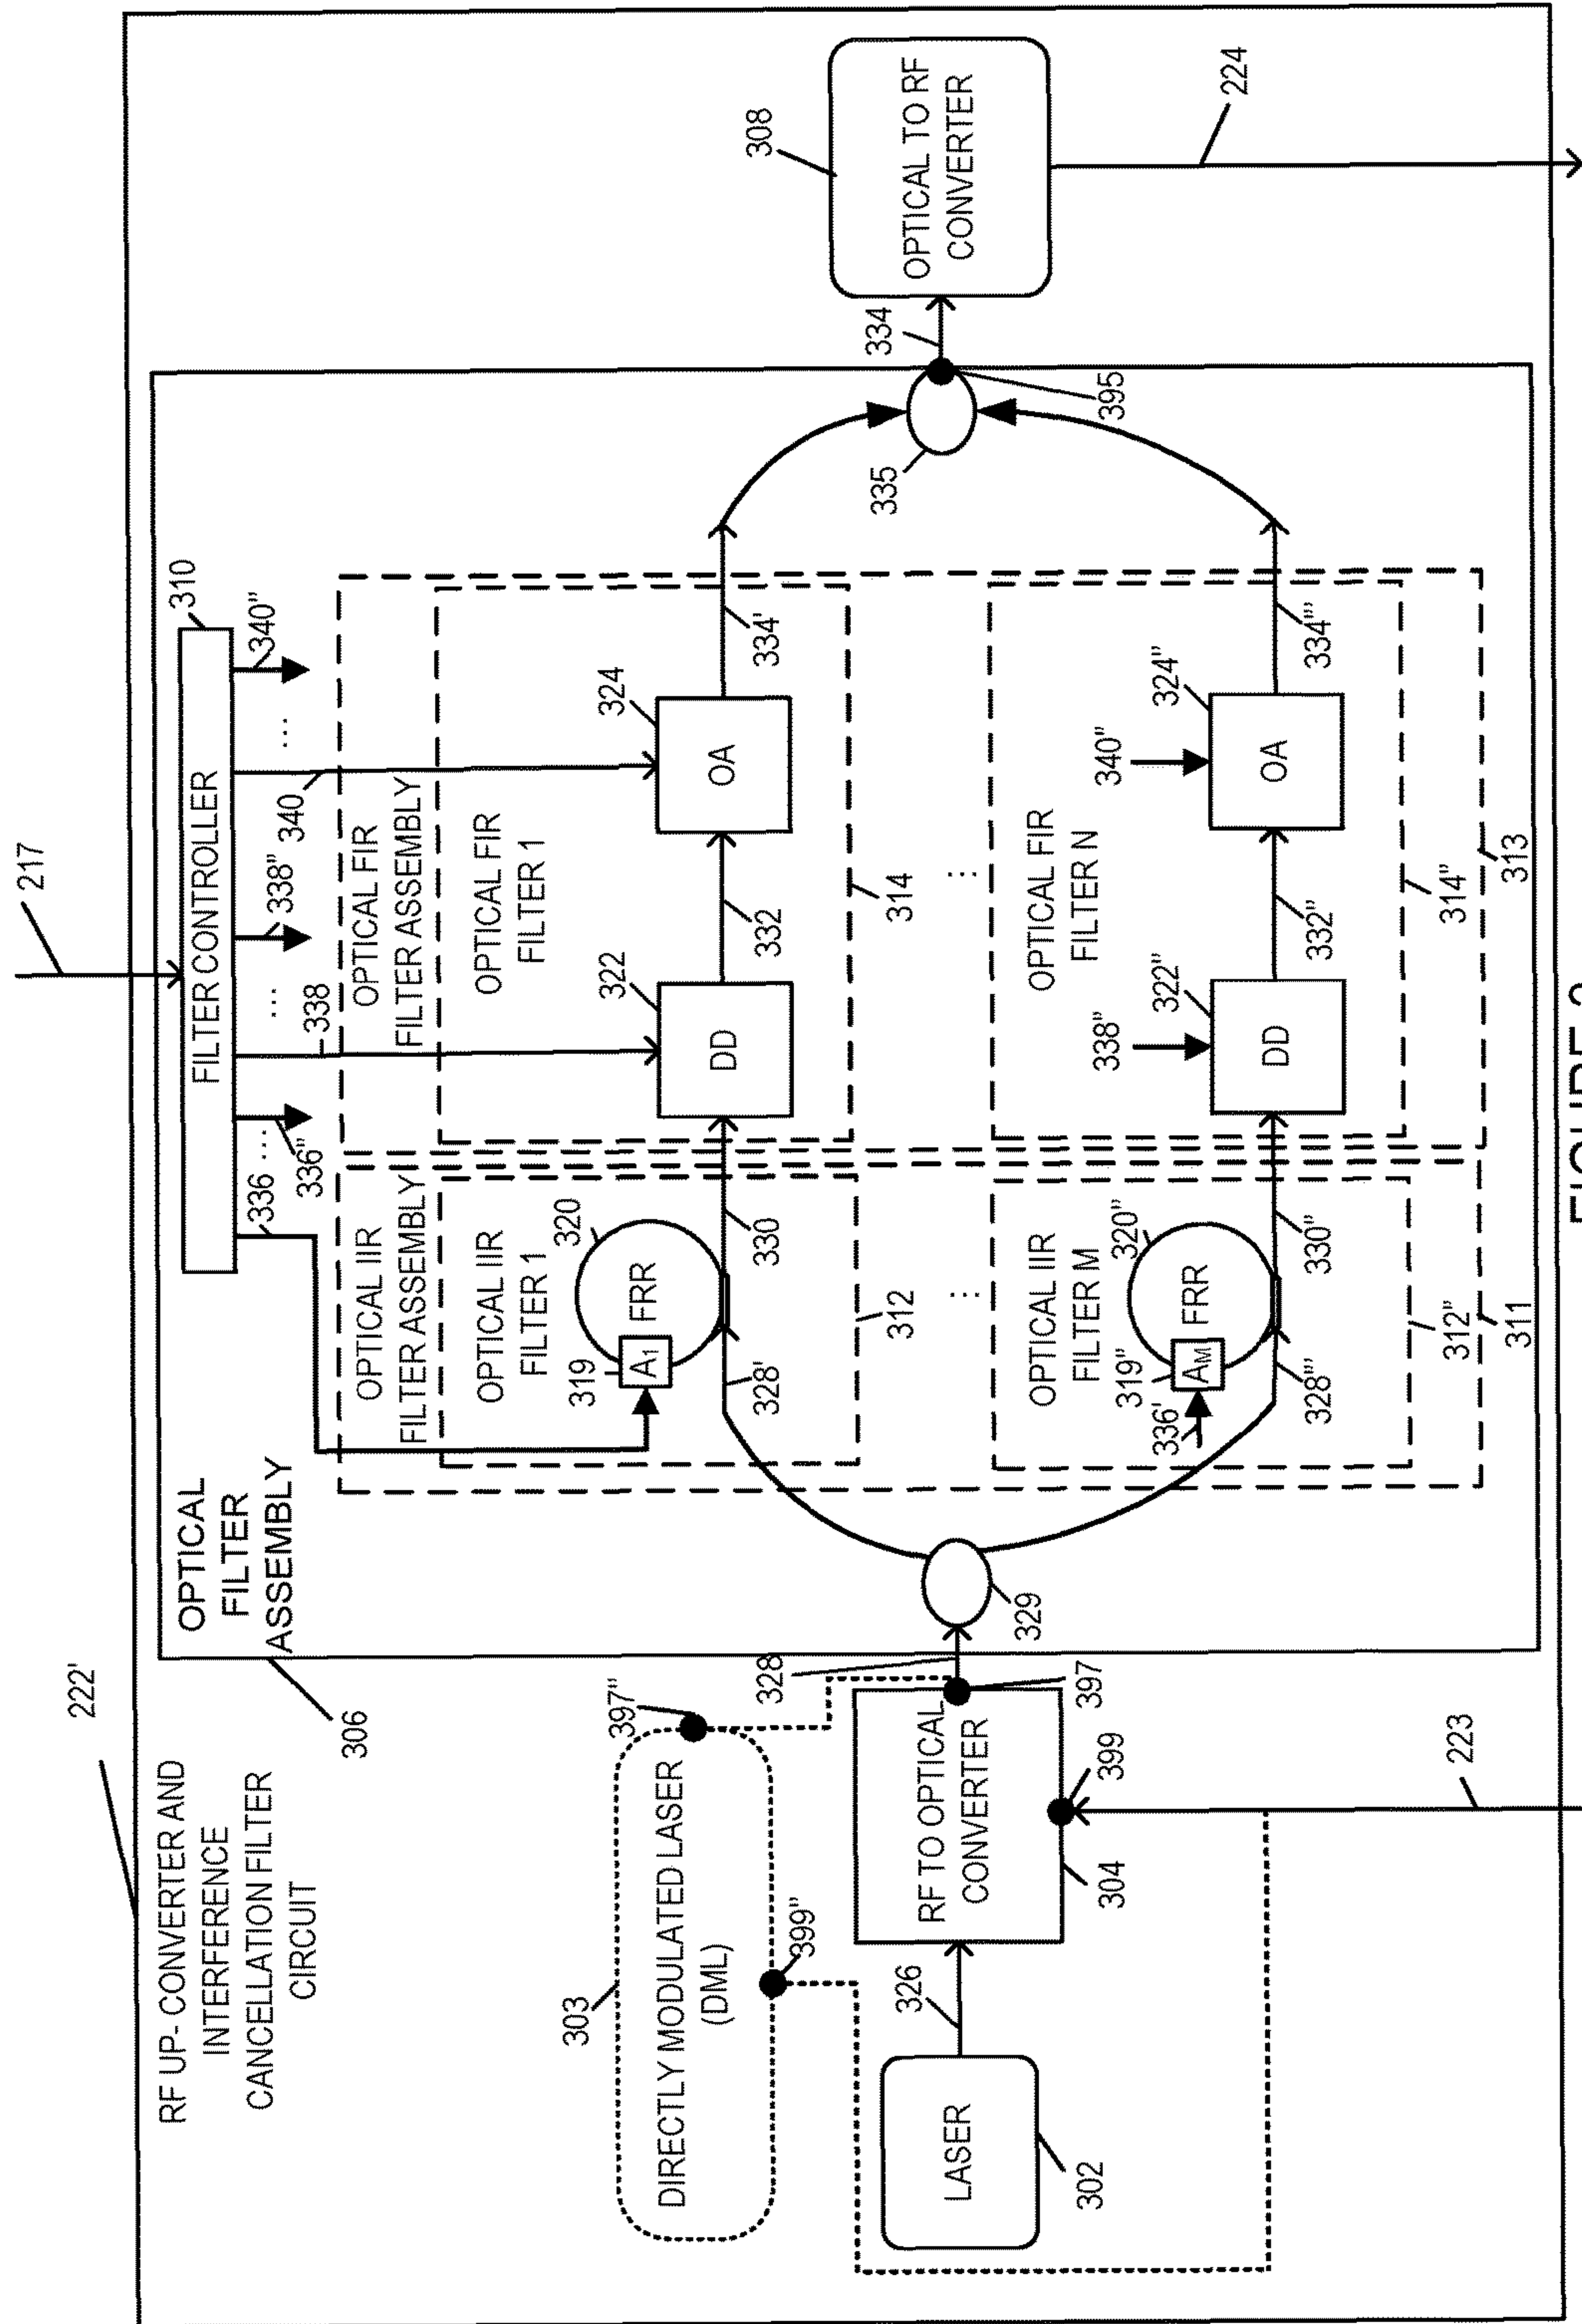 RF UP- CONVERTER AND
INTERFERENCE
CANCELLATION FILTER
CIRCUIT
222'
OPTICAL
FILTER
ASSEMBLY
306
217
FILTER CONTROLLER
310
336
...
336"
338
...
338"
340
...
340"
OPTICAL IIR
FILTER ASSEMBLY
OPTICAL IIR
FILTER 1
319
A1
FRR
320
328'
330
312
OPTICAL FIR
FILTER ASSEMBLY
OPTICAL FIR
FILTER 1
322
DD
332
324
OA
334'
314
...
...
OPTICAL IIR
FILTER M
319"
AM
336'
FRR
320"
328'''
330"
312"
311
OPTICAL FIR
FILTER N
338"
322"
DD
332"
340"
324"
OA
334'''
314"
313
303
DIRECTLY MODULATED LASER
(DML)
397"
399"
LASER
302
326
RF TO OPTICAL
CONVERTER
304
328
397
399
223
329
335
395
334
308
OPTICAL TO RF
CONVERTER
224